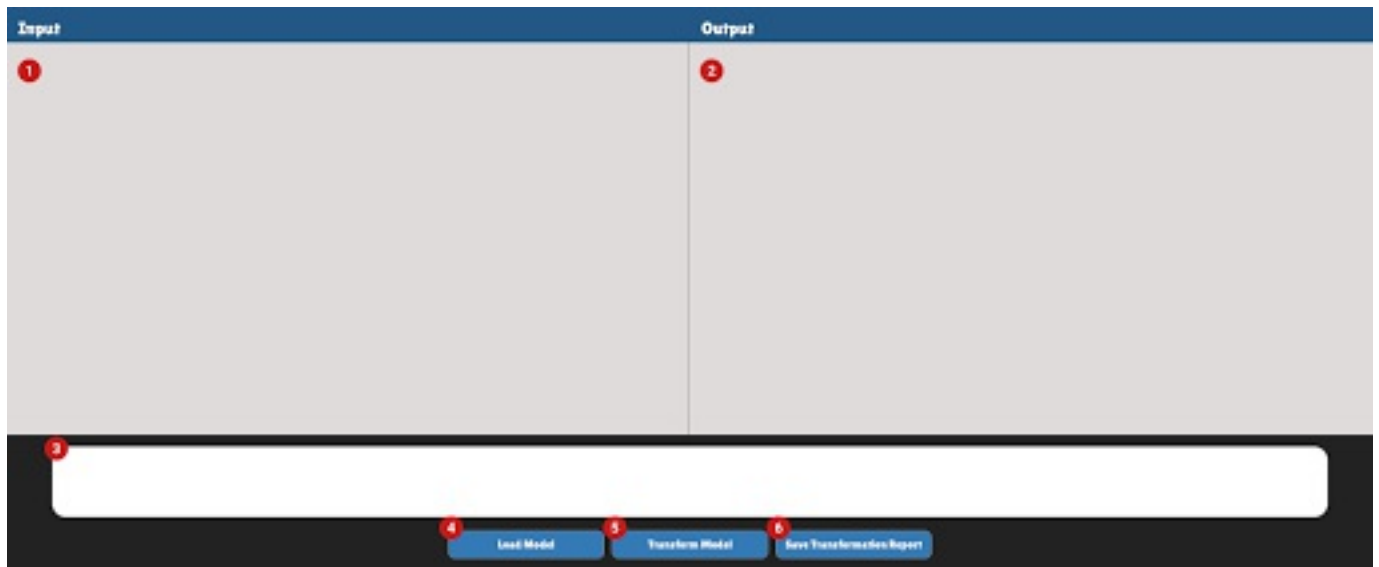 Input
Output
1
2
3
4
5
6
Load Model
Transform Model
Save Transformation Report